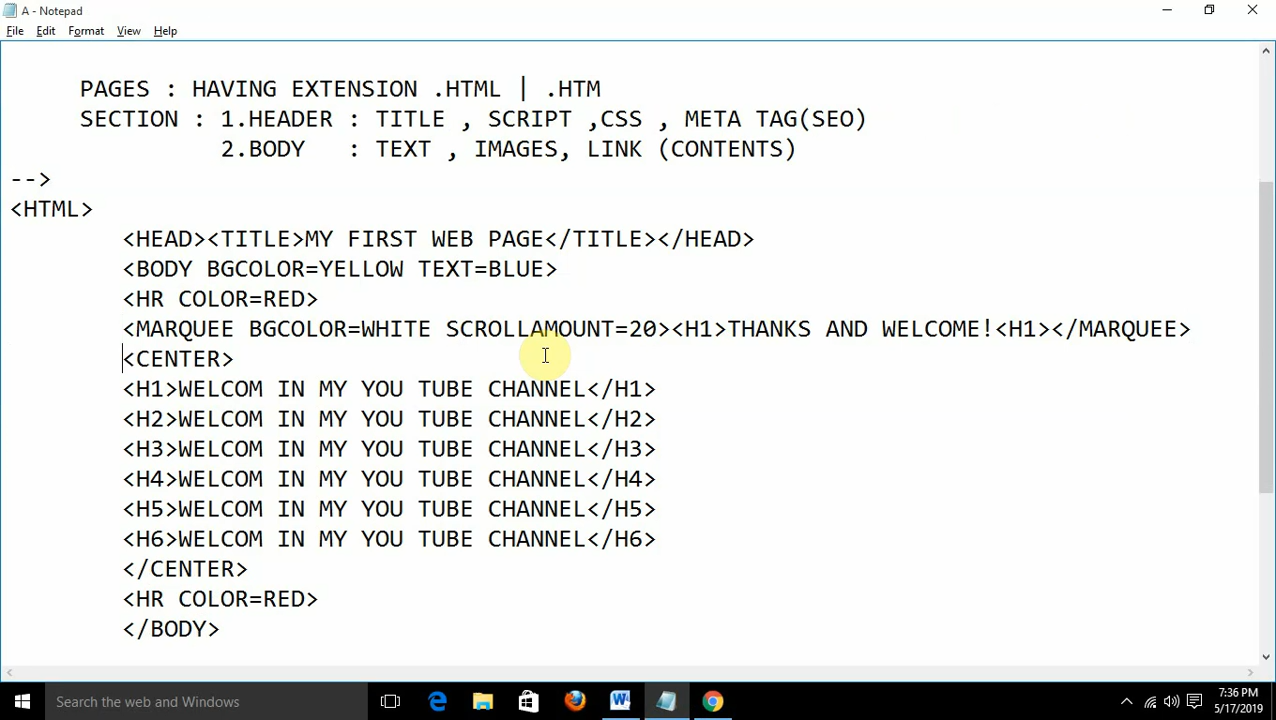 A - Notepad
File Edit Format View Help
PAGES : HAVING EXTENSION .HTML | .HTM
SECTION : 1.HEADER : TITLE , SCRIPT ,CSS , META TAG(SEO)
2.BODY : TEXT , IMAGES, LINK (CONTENTS)
-->
<HTML>
<HEAD><TITLE>MY FIRST WEB PAGE</TITLE></HEAD>
<BODY BGCOLOR=YELLOW TEXT=BLUE>
<HR COLOR=RED>
<MARQUEE BGCOLOR=WHITE SCROLLAMOUNT=20><H1>THANKS AND WELCOME!<H1></MARQUEE>
<CENTER>
<H1>WELCOM IN MY YOU TUBE CHANNEL</H1>
<H2>WELCOM IN MY YOU TUBE CHANNEL</H2>
<H3>WELCOM IN MY YOU TUBE CHANNEL</H3>
<H4>WELCOM IN MY YOU TUBE CHANNEL</H4>
<H5>WELCOM IN MY YOU TUBE CHANNEL</H5>
<H6>WELCOM IN MY YOU TUBE CHANNEL</H6>
</CENTER>
<HR COLOR=RED>
</BODY>
Search the web and Windows
7:36 PM
5/17/2019